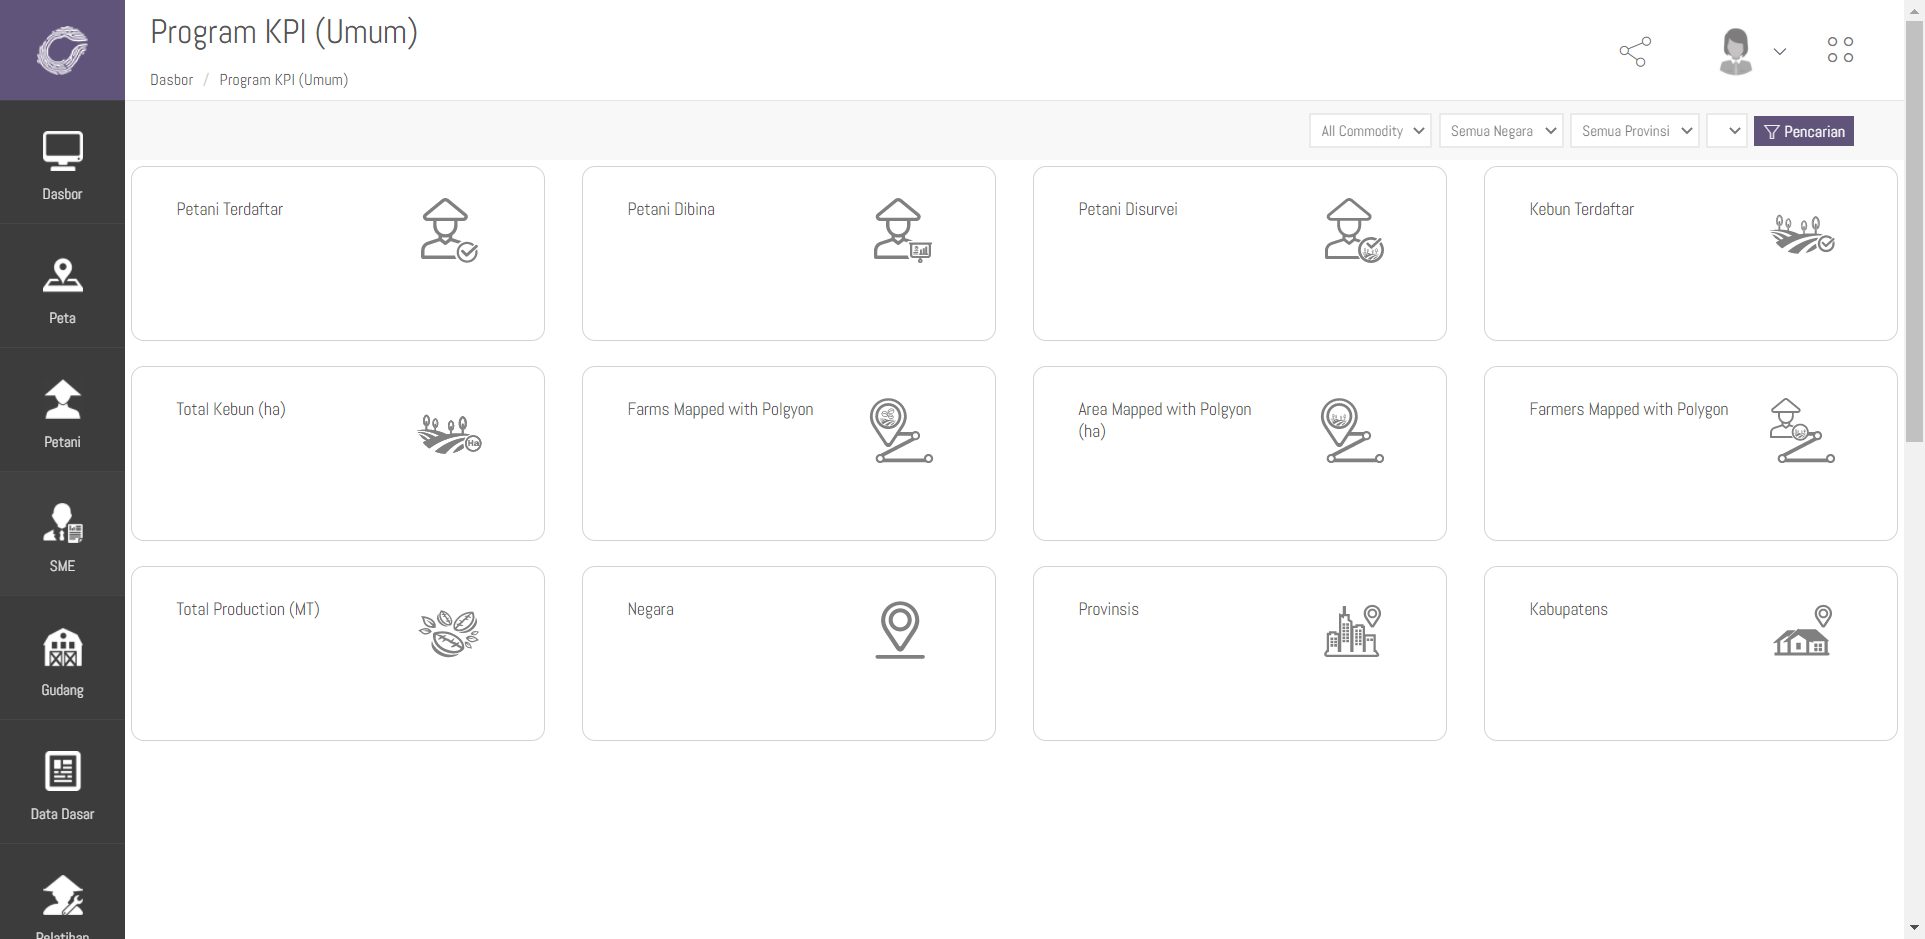 Program KPI (Umum)
Dasbor / Program KPI (Umum)
All Commodity
Semua Negara
Semua Provinsi
Pencarian
Dasbor
Peta
Petani
SME
Gudang
Data Dasar
Pelatihan
Petani Terdaftar
Petani Dibina
Petani Disurvei
Kebun Terdaftar
Total Kebun (ha)
Ha
Farms Mapped with Polgyon
Area Mapped with Polgyon
(ha)
Farmers Mapped with Polygon
Total Production (MT)
Negara
Provinsis
Kabupatens